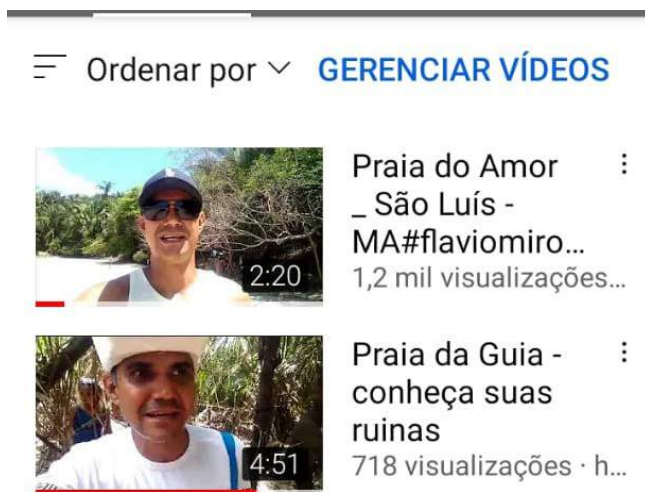 Ordenar por GERENCIAR VÍDEOS
Praia do Amor
_ São Luís -
MA#flaviomiro...
2:20
1,2 mil visualizações...
Praia da Guia -
conheça suas
ruinas
4:51
718 visualizações · h...